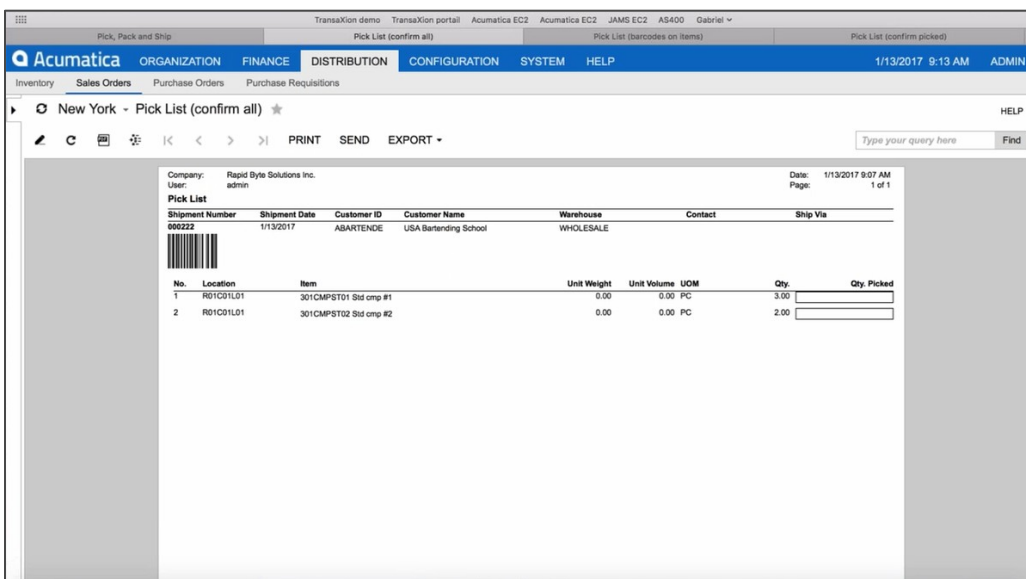 TransaXion demo TransaXion portail Acumatica EC2 Acumatica EC2 JAMS EC2 AS400 Gabriel
Pick, Pack and Ship Pick List (confirm all) Pick List (barcodes on items) Pick List (confirm picked)
Acumatica ORGANIZATION FINANCE DISTRIBUTION CONFIGURATION SYSTEM HELP 1/13/2017 9:13 AM ADMIN
Inventory Sales Orders Purchase Orders Purchase Requisitions
New York - Pick List (confirm all) HELP
PRINT SEND EXPORT Type your query here Find
Company: Rapid Byte Solutions Inc. Date: 1/13/2017 9:07 AM
User: admin Page: 1 of 1
Pick List
Shipment Number Shipment Date Customer ID Customer Name Warehouse Contact Ship Via
000222 1/13/2017 ABARTENDE USA Bartending School WHOLESALE
No. Location Item Unit Weight Unit Volume UOM Qty. Qty. Picked
1 R01C01L01 301CMPST01 Std cmp #1 0.00 0.00 PC 3.00
2 R01C01L01 301CMPST02 Std cmp #2 0.00 0.00 PC 2.00